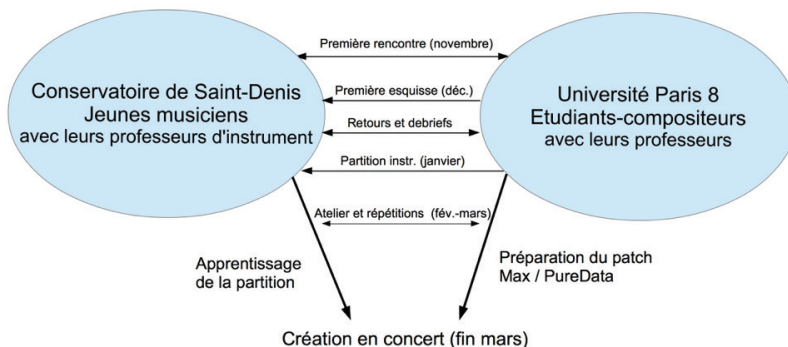 Première rencontre (novembre)
Conservatoire de Saint-Denis
Jeunes musiciens
avec leurs professeurs d'instrument
Première esquisse (déc.)
Retours et debriefs
Partition instr. (janvier)
Université Paris 8
Etudiants-compositeurs
avec leurs professeurs
Atelier et répétitions (fév.-mars)
Apprentissage
de la partition
Préparation du patch
Max / PureData
Création en concert (fin mars)